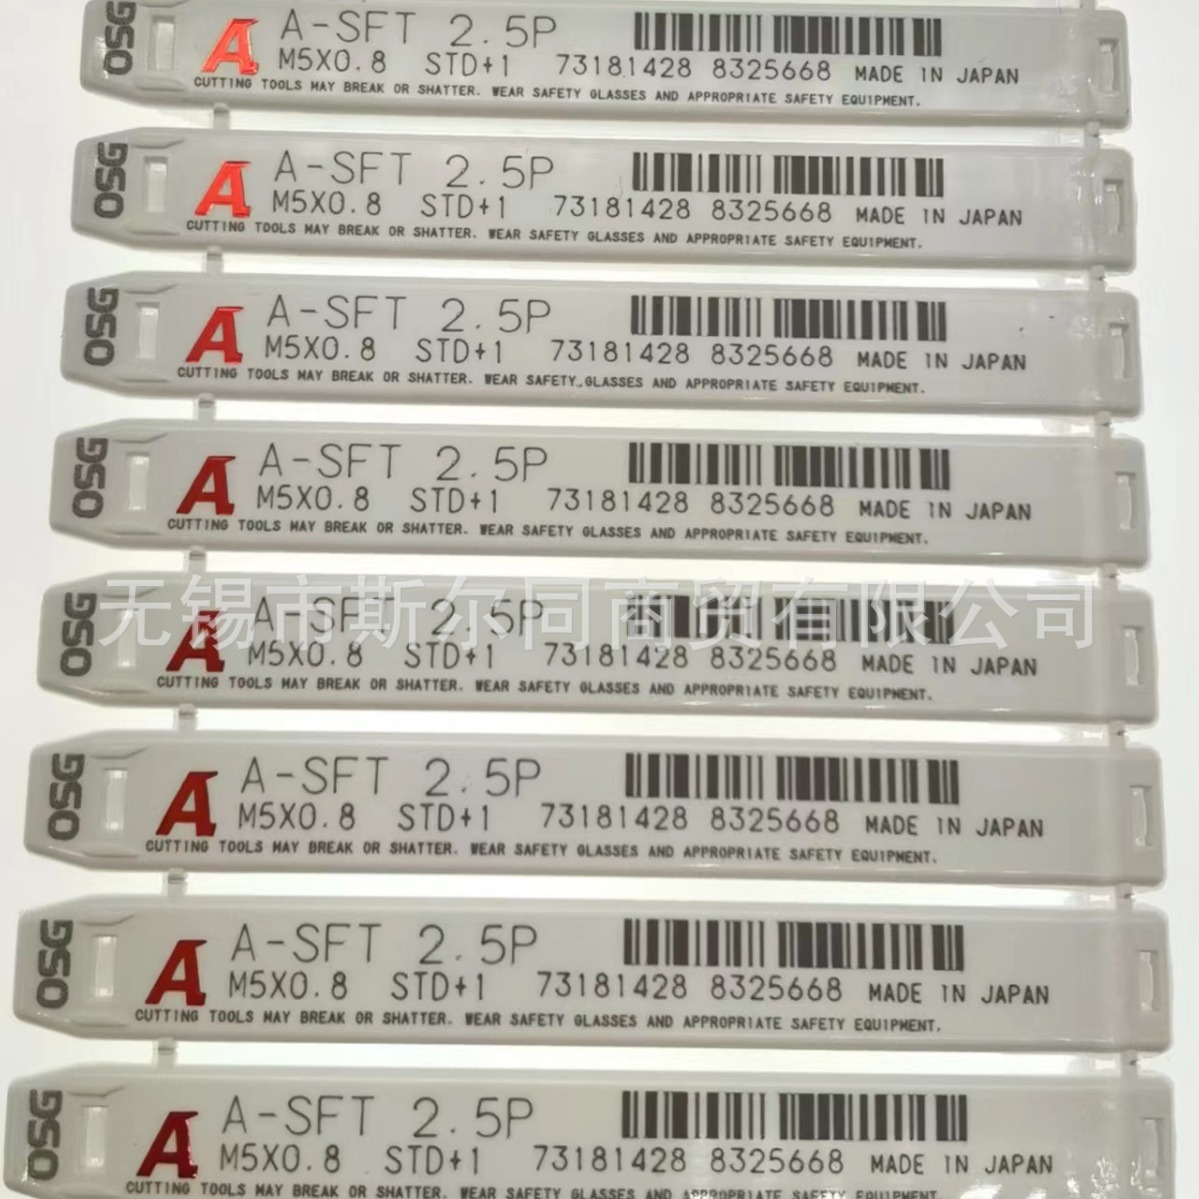 OSG A A-SFT 2.5P
M5X0.8 STD+1 73181428 8325668 MADE IN JAPAN
CUTTING TOOLS MAY BREAK OR SHATTER. WEAR SAFETY GLASSES AND APPROPRIATE SAFETY EQUIPMENT.
OSG A A-SFT 2.5P
M5X0.8 STD+1 73181428 8325668 MADE IN JAPAN
CUTTING TOOLS MAY BREAK OR SHATTER. WEAR SAFETY GLASSES AND APPROPRIATE SAFETY EQUIPMENT.
OSG A A-SFT 2.5P
M5X0.8 STD+1 73181428 8325668 MADE IN JAPAN
CUTTING TOOLS MAY BREAK OR SHATTER. WEAR SAFETY GLASSES AND APPROPRIATE SAFETY EQUIPMENT.
OSG A A-SFT 2.5P
M5X0.8 STD+1 73181428 8325668 MADE IN JAPAN
CUTTING TOOLS MAY BREAK OR SHATTER. WEAR SAFETY GLASSES AND APPROPRIATE SAFETY EQUIPMENT.
无锡市斯尔同商贸有限公司
OSG A A-SFT 2.5P
M5X0.8 STD+1 73181428 8325668 MADE IN JAPAN
CUTTING TOOLS MAY BREAK OR SHATTER. WEAR SAFETY GLASSES AND APPROPRIATE SAFETY EQUIPMENT.
OSG A A-SFT 2.5P
M5X0.8 STD+1 73181428 8325668 MADE IN JAPAN
CUTTING TOOLS MAY BREAK OR SHATTER. WEAR SAFETY GLASSES AND APPROPRIATE SAFETY EQUIPMENT.
OSG A A-SFT 2.5P
M5X0.8 STD+1 73181428 8325668 MADE IN JAPAN
CUTTING TOOLS MAY BREAK OR SHATTER. WEAR SAFETY GLASSES AND APPROPRIATE SAFETY EQUIPMENT.
OSG A A-SFT 2.5P
M5X0.8 STD+1 73181428 8325668 MADE IN JAPAN
CUTTING TOOLS MAY BREAK OR SHATTER. WEAR SAFETY GLASSES AND APPROPRIATE SAFETY EQUIPMENT.